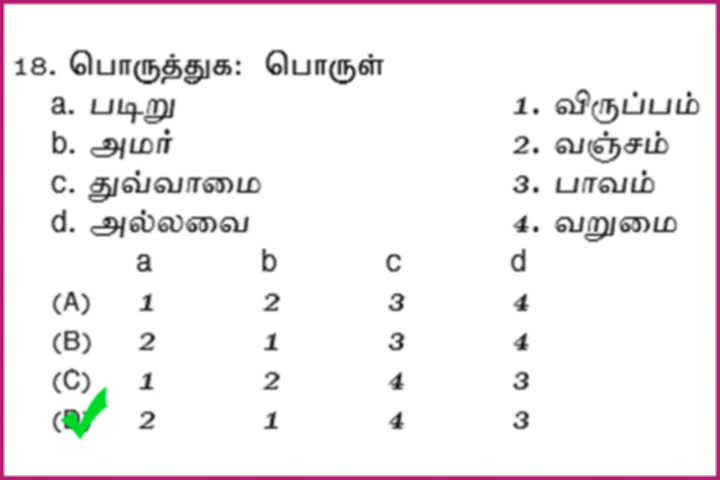 18. பொருத்துக: பொருள்
a. படிறு 1. விருப்பம்
b. அமர் 2. வஞ்சம்
c. துவ்வாமை 3. பாவம்
d. அல்லவை 4. வறுமை
a b c d
(A) 1 2 3 4
(B) 2 1 3 4
(C) 1 2 4 3
(D) 2 1 4 3